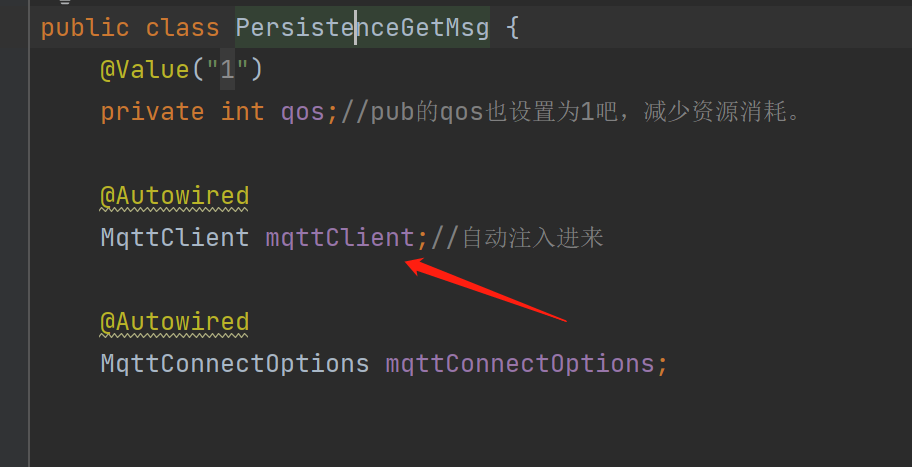 public class PersistenceGetMsg {
@Value("1")
private int qos;//pub的qos也设置为1吧，减少资源消耗。
@Autowired
MqttClient mqttClient;//自动注入进来
@Autowired
MqttConnectOptions mqttConnectOptions;